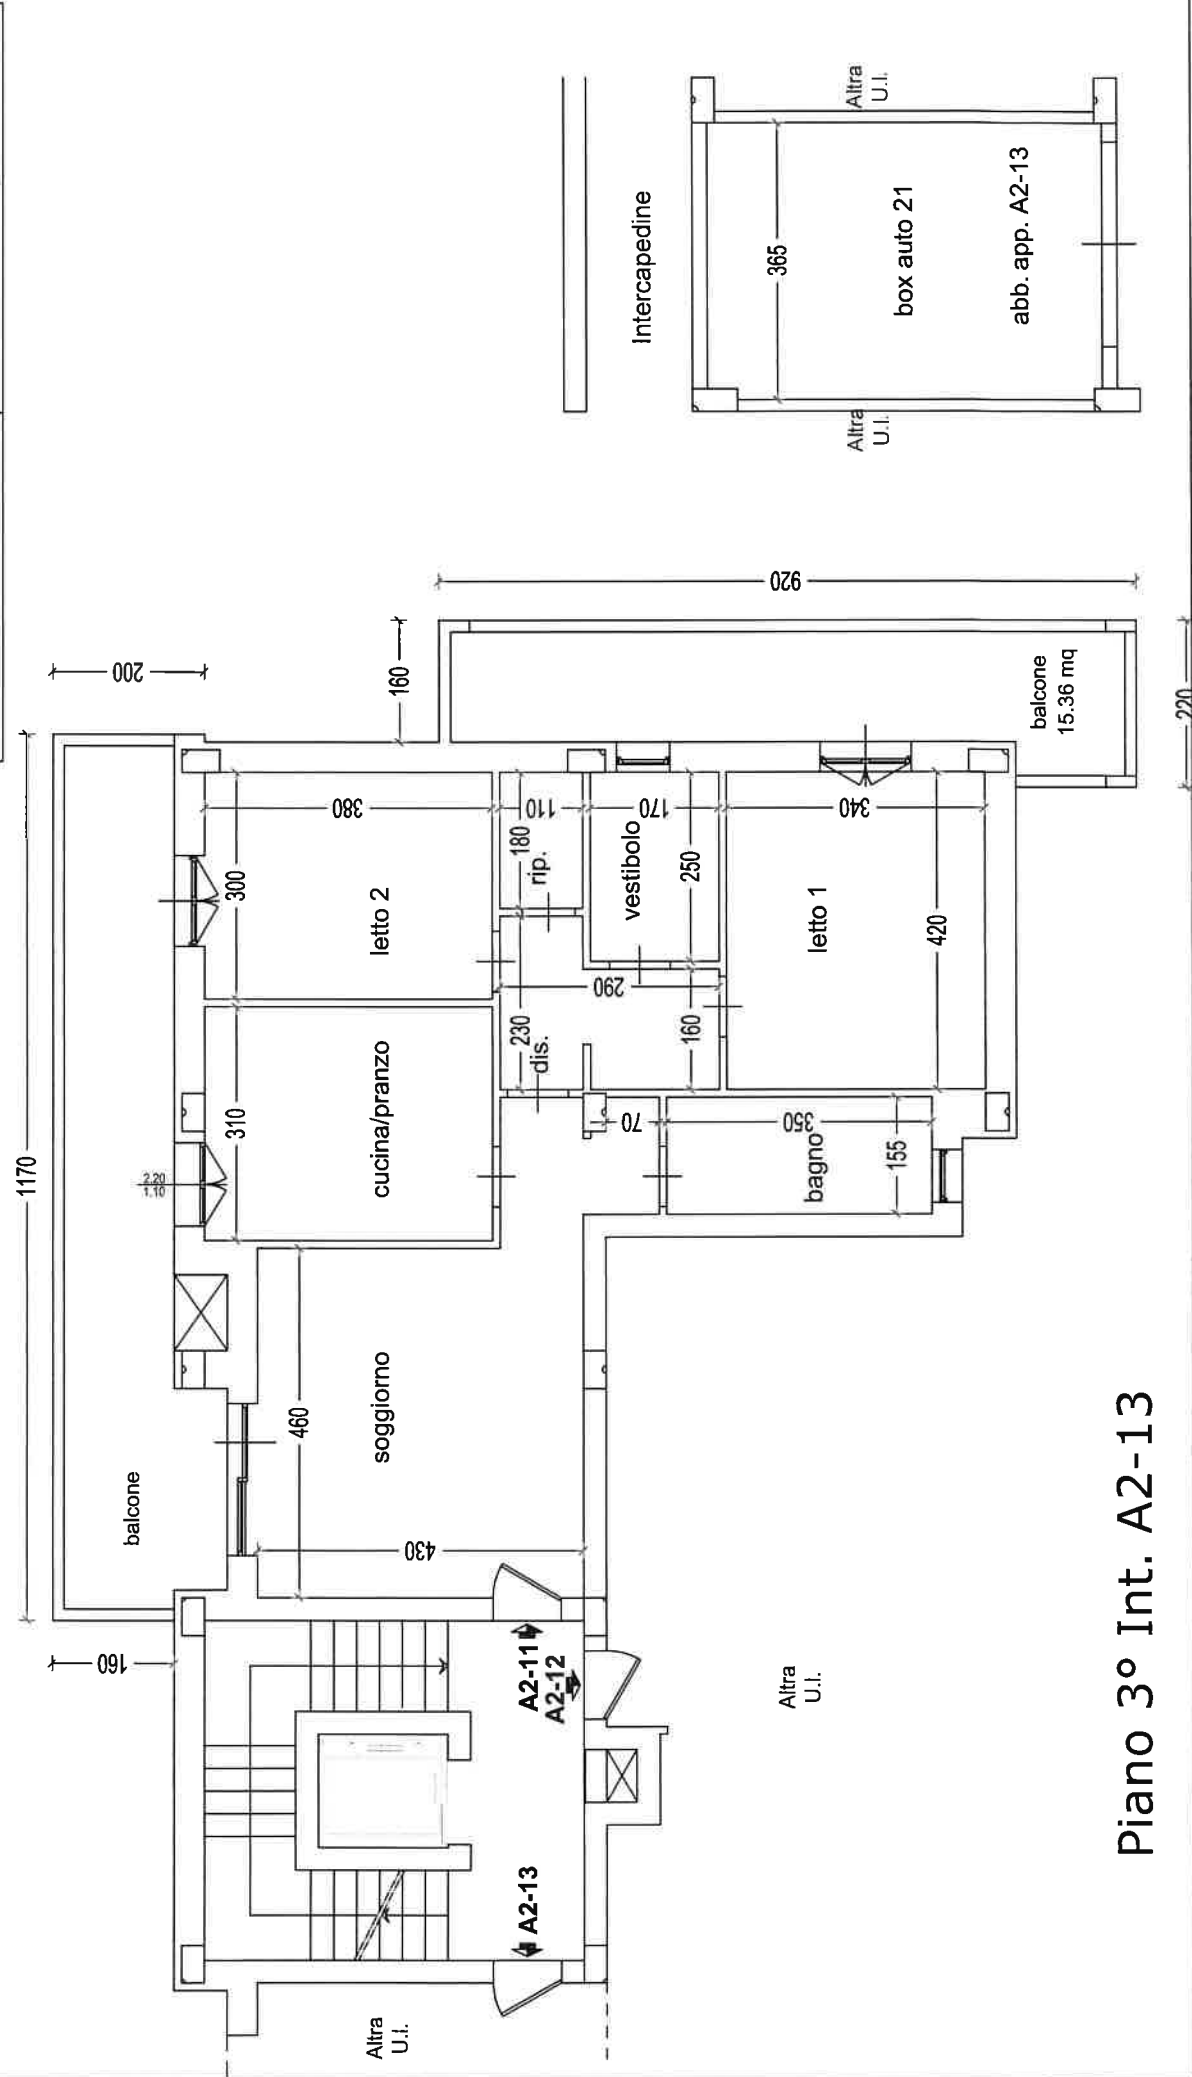 1170
200
160
160
920
220
balcone
balcone
15.36 mq
2.20
1.10
310
300
380
cucina/pranzo
letto 2
460
430
soggiorno
110
180
rip.
170
vestibolo
250
230
dis.
290
160
340
letto 1
420
70
350
bagno
155
A2-11
A2-12
A2-13
Altra
U.I.
Altra
U.I.
Intercapedine
365
box auto 21
abb. app. A2-13
Altra
U.I.
Altra
U.I.
Piano 3° Int. A2-13